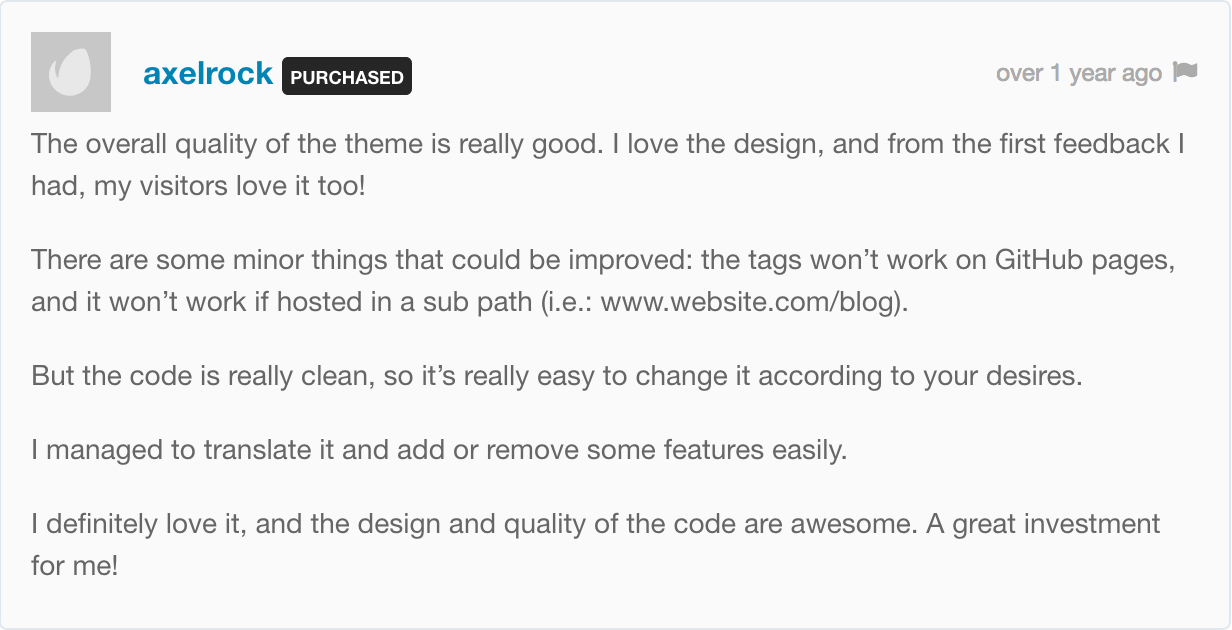 axelrock PURCHASED over 1 year ago
The overall quality of the theme is really good. I love the design, and from the first feedback I
had, my visitors love it too!
There are some minor things that could be improved: the tags won’t work on GitHub pages,
and it won’t work if hosted in a sub path (i.e.: www.website.com/blog).
But the code is really clean, so it’s really easy to change it according to your desires.
I managed to translate it and add or remove some features easily.
I definitely love it, and the design and quality of the code are awesome. A great investment
for me!